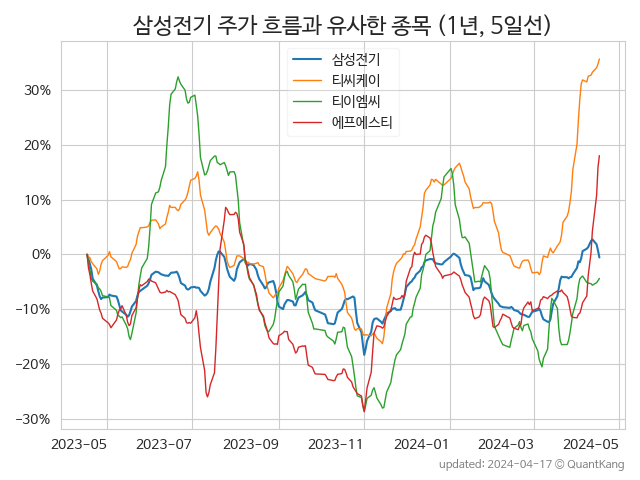 삼성전기 주가 흐름과 유사한 종목 (1년, 5일선)
삼성전기
티씨케이
티이엠씨
에프에스티
30%
20%
10%
0%
−10%
−20%
−30%
2023-05 2023-07 2023-09 2023-11 2024-01 2024-03 2024-05
updated: 2024-04-17 © QuantKang